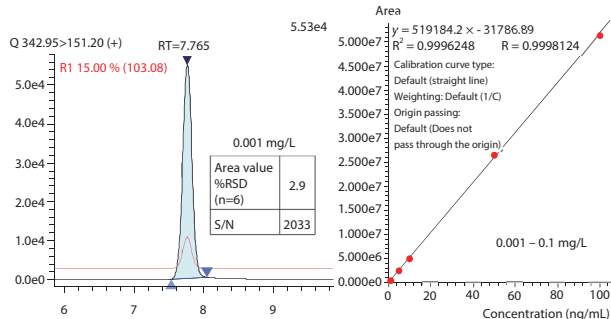 5.53e4
Q 342.95>151.20 (+)
RT=7.765
R1 15.00 % (103.08)
5.0e4
4.0e4
3.0e4
2.0e4
1.0e4
0.0e0
6
7
8
9
0.001 mg/L
Area value %RSD (n=6)
2.9
S/N
2033
Area
y = 519184.2 × - 31786.89
R² = 0.9996248
R = 0.9998124
Calibration curve type:
Default (straight line)
Weighting: Default (1/C)
Origin passing:
Default (Does not
pass through the origin)
5.000e7
4.500e7
4.000e7
3.500e7
3.000e7
2.500e7
2.000e7
1.500e7
1.000e7
5.000e6
0.000e0
0.001 – 0.1 mg/L
0
20
40
60
80
100
Concentration (ng/mL)